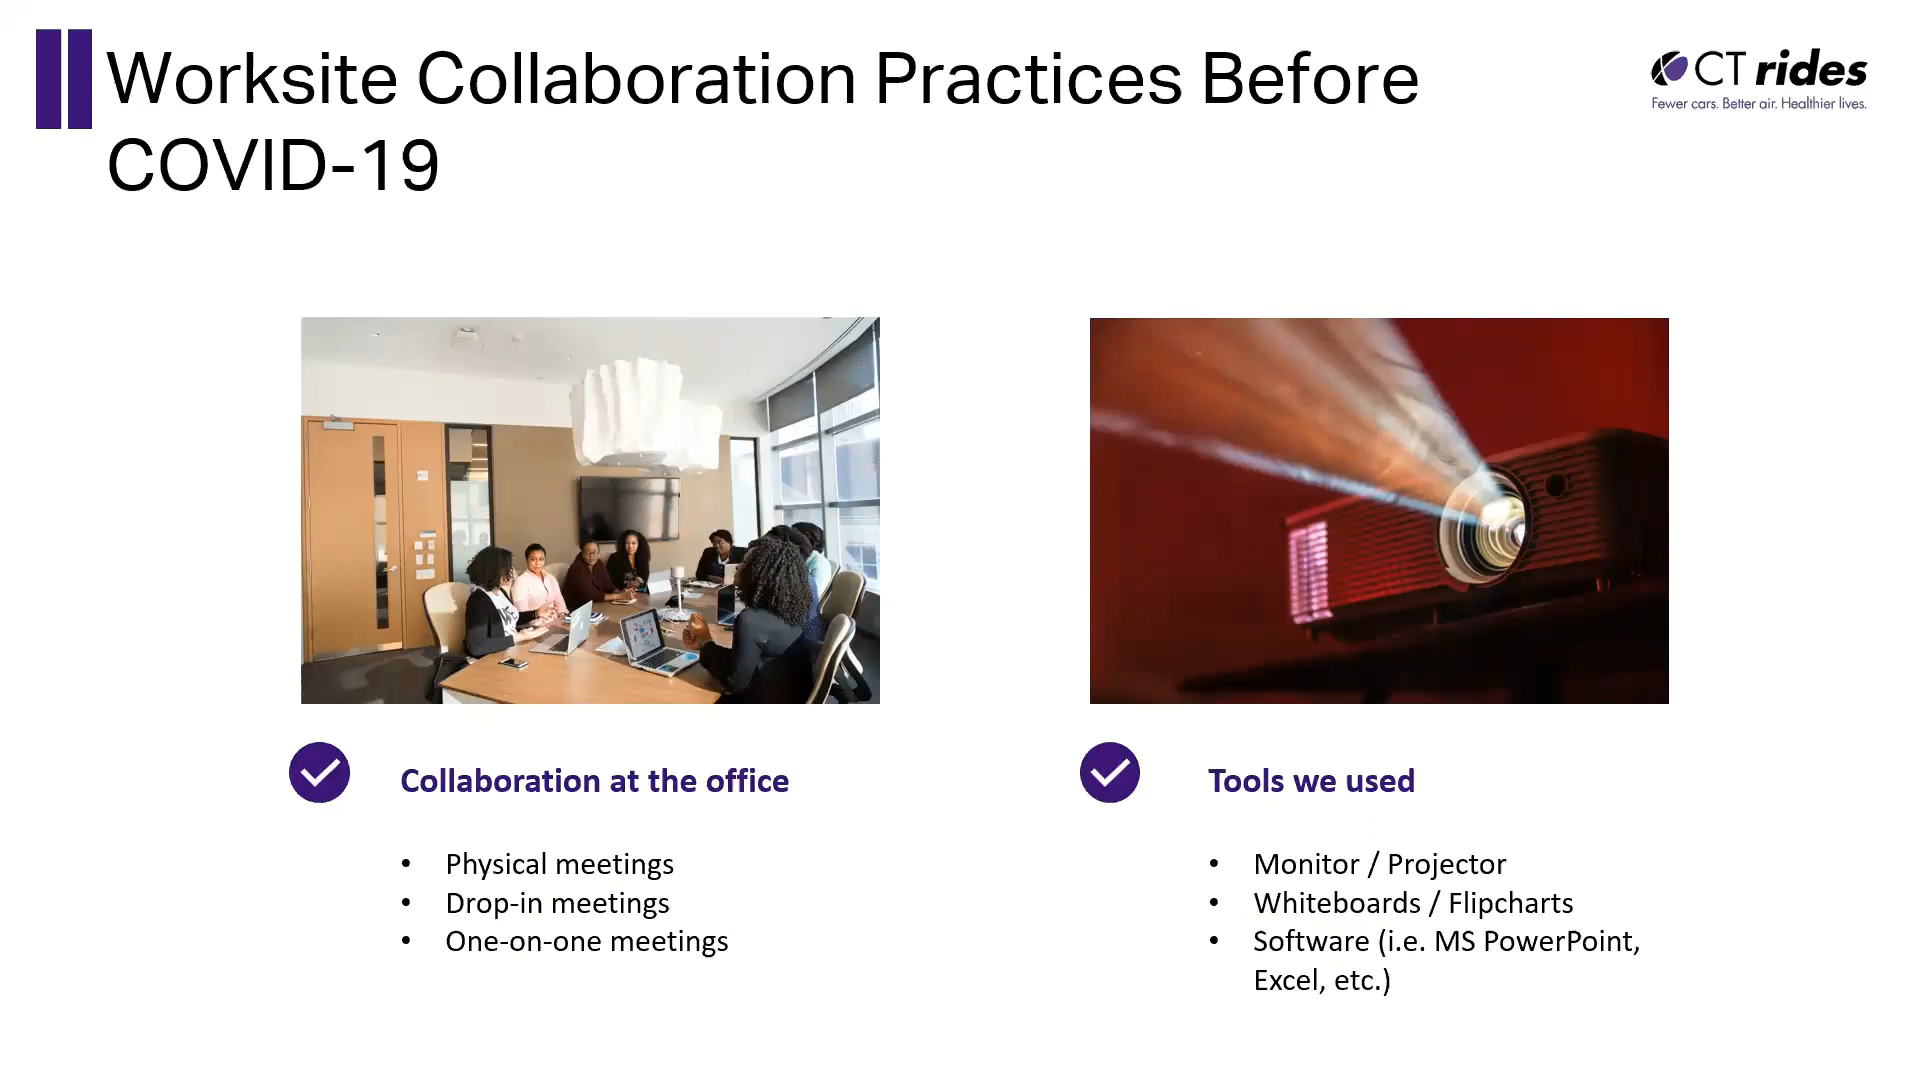 Worksite Collaboration Practices Before
COVID-19
CT rides
Fewer cars. Better air. Healthier lives.
Collaboration at the office
• Physical meetings
• Drop-in meetings
• One-on-one meetings
Tools we used
• Monitor / Projector
• Whiteboards / Flipcharts
• Software (i.e. MS PowerPoint,
Excel, etc.)